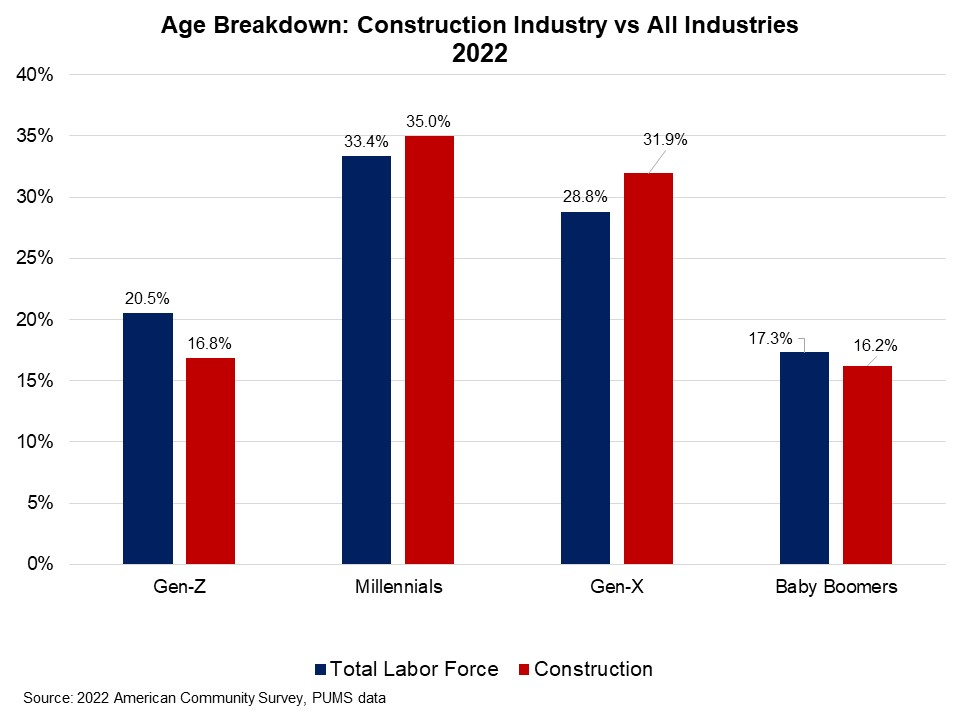 Age Breakdown: Construction Industry vs All Industries
2022
40%
35%
30%
25%
20%
15%
10%
5%
0%
20.5%
16.8%
33.4%
35.0%
28.8%
31.9%
17.3%
16.2%
Gen-Z
Millennials
Gen-X
Baby Boomers
Total Labor Force
Construction
Source: 2022 American Community Survey, PUMS data